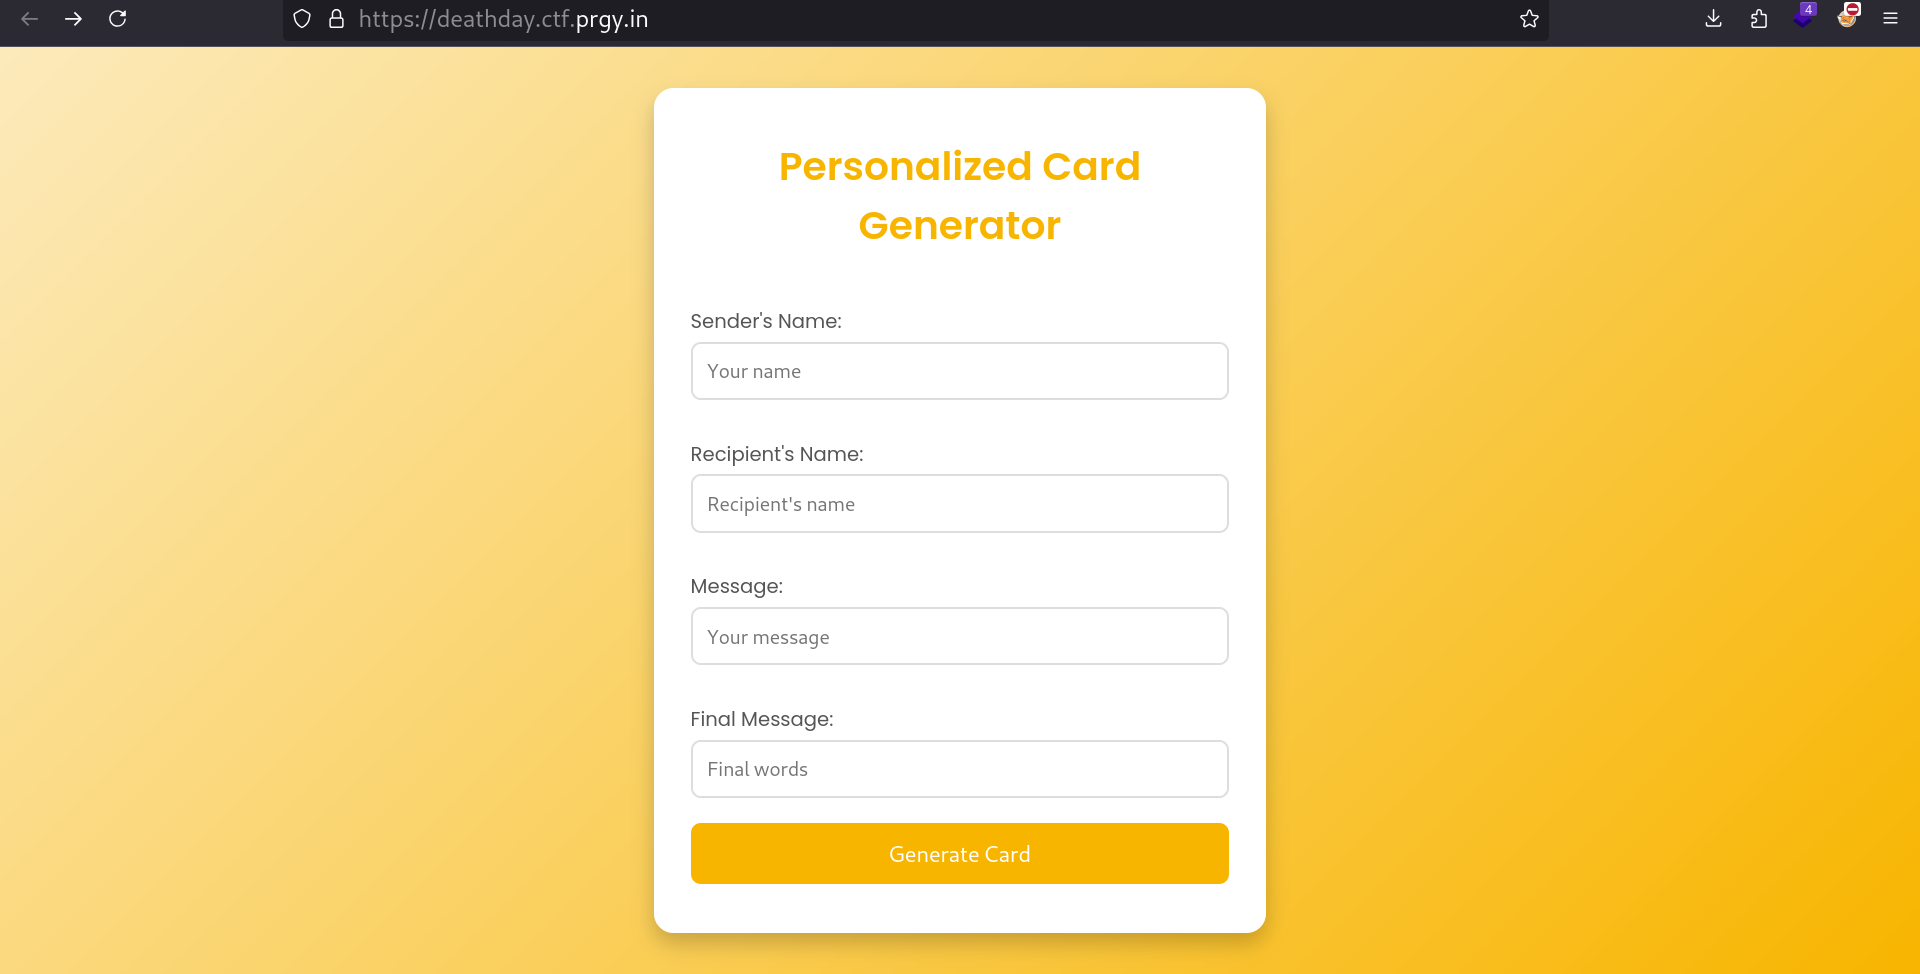 https://deathday.ctf.prgy.in
4
Personalized Card
Generator
Sender's Name:
Your name
Recipient's Name:
Recipient's name
Message:
Your message
Final Message:
Final words
Generate Card